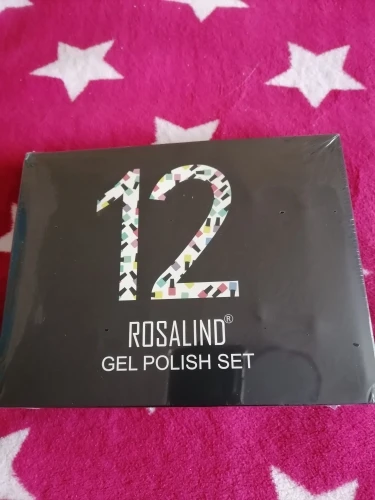 12
ROSALIND®
GEL POLISH SET